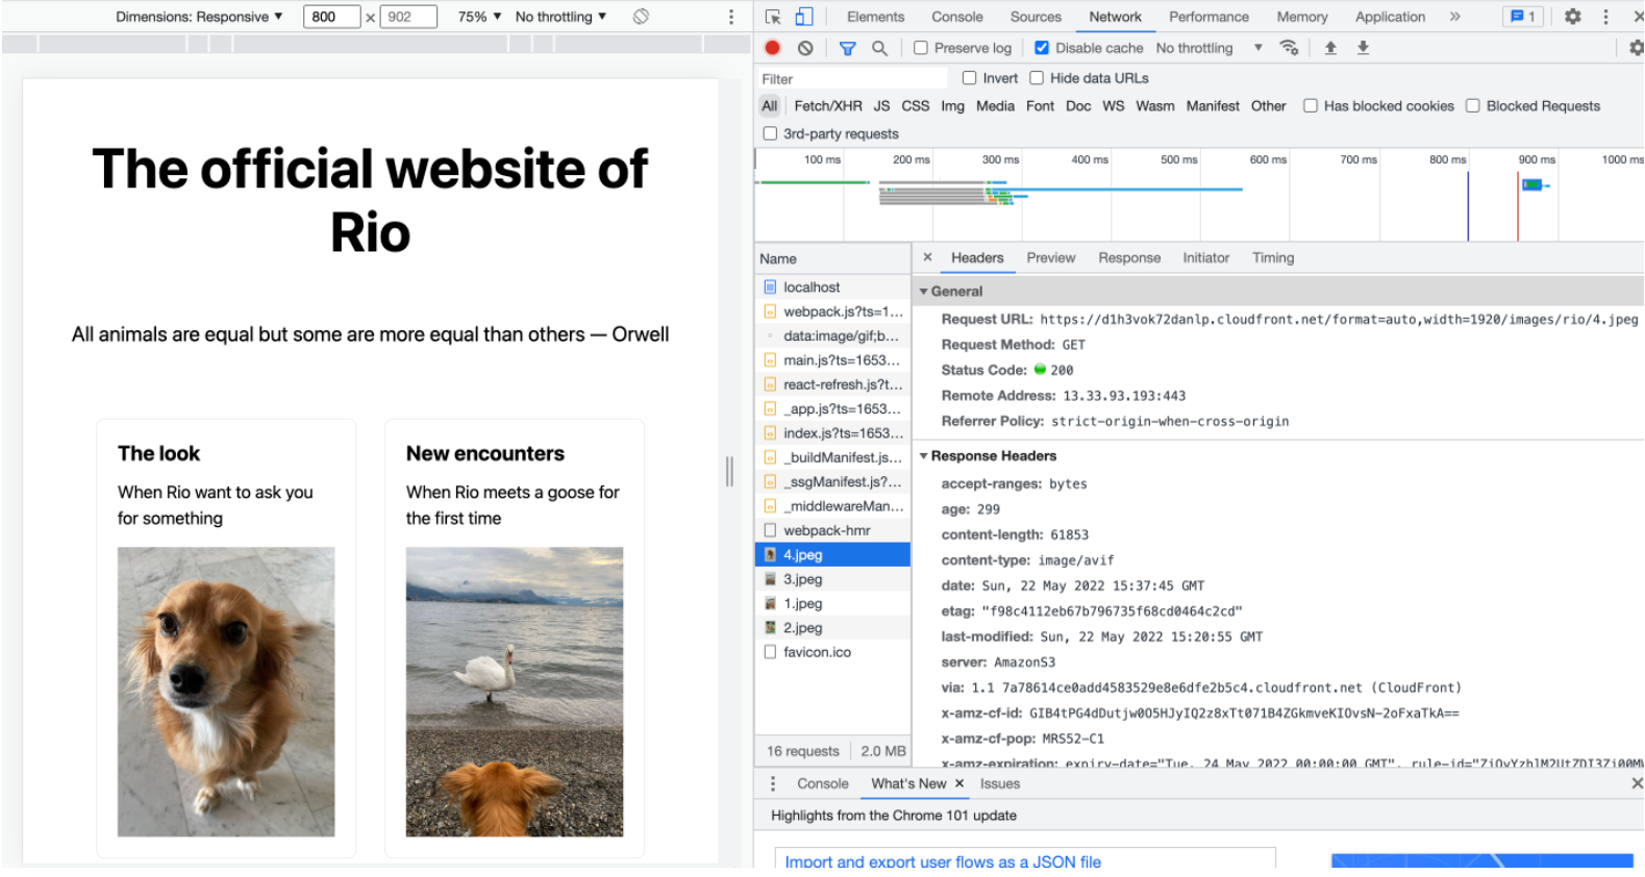 Dimensions: Responsive ▼ 800 x 902 75% ▼ No throttling ▼
The official website of
Rio
All animals are equal but some are more equal than others — Orwell
The look
When Rio want to ask you
for something
New encounters
When Rio meets a goose for
the first time
Elements Console Sources Network Performance Memory Application » 1
Preserve log Disable cache No throttling ▼
Filter Invert Hide data URLs
All Fetch/XHR JS CSS Img Media Font Doc WS Wasm Manifest Other Has blocked cookies Blocked Requests
3rd-party requests
100 ms 200 ms 300 ms 400 ms 500 ms 600 ms 700 ms 800 ms 900 ms 1000 ms
Name
localhost
webpack.js?ts=1...
data:image/gif;b...
main.js?ts=1653...
react-refresh.js?t...
_app.js?ts=1653...
index.js?ts=1653...
_buildManifest.js...
_ssgManifest.js?...
_middlewareMan...
webpack-hmr
4.jpeg
3.jpeg
1.jpeg
2.jpeg
favicon.ico
16 requests 2.0 MB
× Headers Preview Response Initiator Timing
▼ General
Request URL: https://d1h3vok72danlp.cloudfront.net/format=auto,width=1920/images/rio/4.jpeg
Request Method: GET
Status Code: 200
Remote Address: 13.33.93.193:443
Referrer Policy: strict-origin-when-cross-origin
▼ Response Headers
accept-ranges: bytes
age: 299
content-length: 61853
content-type: image/avif
date: Sun, 22 May 2022 15:37:45 GMT
etag: "f98c4112eb67b796735f68cd0464c2cd"
last-modified: Sun, 22 May 2022 15:20:55 GMT
server: AmazonS3
via: 1.1 7a78614ce0add4583529e8e6dfe2b5c4.cloudfront.net (CloudFront)
x-amz-cf-id: GIB4tPG4dDutjw0O5HJyIQ2z8xTt071B4ZGkmveKIOvsN-2oFxaTkA==
x-amz-cf-pop: MRS52-C1
x-amz-expiration: expiry-date="Tue, 24 May 2022 00:00:00 GMT", rule-id=
Console What's New × Issues
Highlights from the Chrome 101 update
Import and export user flows as a JSON file